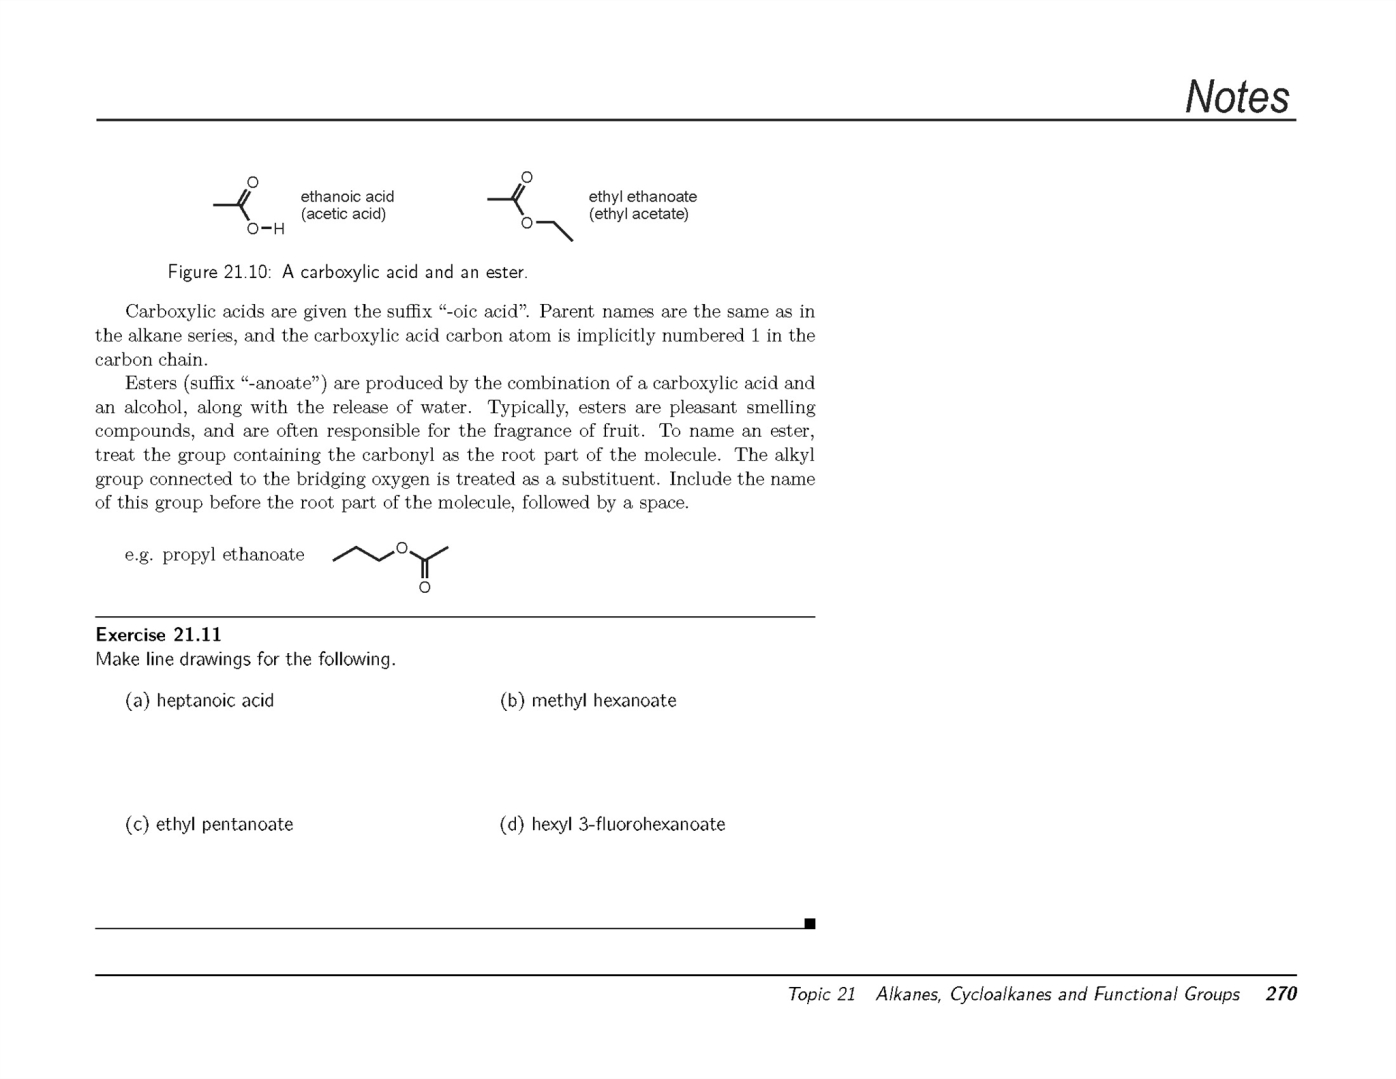 Notes
O
O–H
ethanoic acid
(acetic acid)
O
O
ethyl ethanoate
(ethyl acetate)
Figure 21.10: A carboxylic acid and an ester.
Carboxylic acids are given the suffix “-oic acid”. Parent names are the same as in
the alkane series, and the carboxylic acid carbon atom is implicitly numbered 1 in the
carbon chain.
Esters (suffix “-anoate”) are produced by the combination of a carboxylic acid and
an alcohol, along with the release of water. Typically, esters are pleasant smelling
compounds, and are often responsible for the fragrance of fruit. To name an ester,
treat the group containing the carbonyl as the root part of the molecule. The alkyl
group connected to the bridging oxygen is treated as a substituent. Include the name
of this group before the root part of the molecule, followed by a space.
e.g. propyl ethanoate
O
O
Exercise 21.11
Make line drawings for the following.
(a) heptanoic acid
(b) methyl hexanoate
(c) ethyl pentanoate
(d) hexyl 3-fluorohexanoate
Topic 21 Alkanes, Cycloalkanes and Functional Groups 270